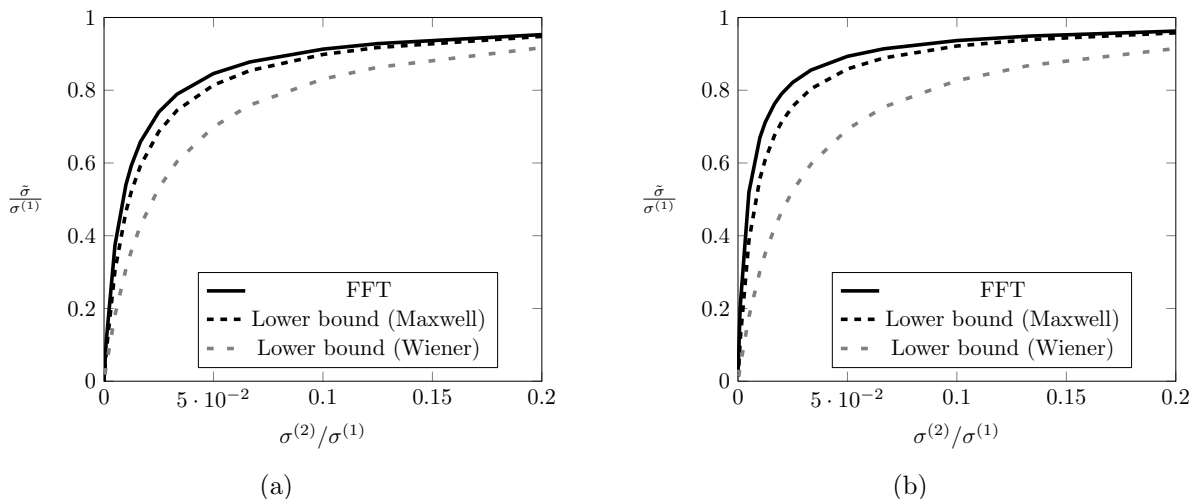 1
0.8
0.6
0.4
0.2
0
σ̃/σ⁽¹⁾
FFT
Lower bound (Maxwell)
Lower bound (Wiener)
0 5 · 10⁻² 0.1 0.15 0.2
σ⁽²⁾/σ⁽¹⁾
(a)
1
0.8
0.6
0.4
0.2
0
σ̃/σ⁽¹⁾
FFT
Lower bound (Maxwell)
Lower bound (Wiener)
0 5 · 10⁻² 0.1 0.15 0.2
σ⁽²⁾/σ⁽¹⁾
(b)